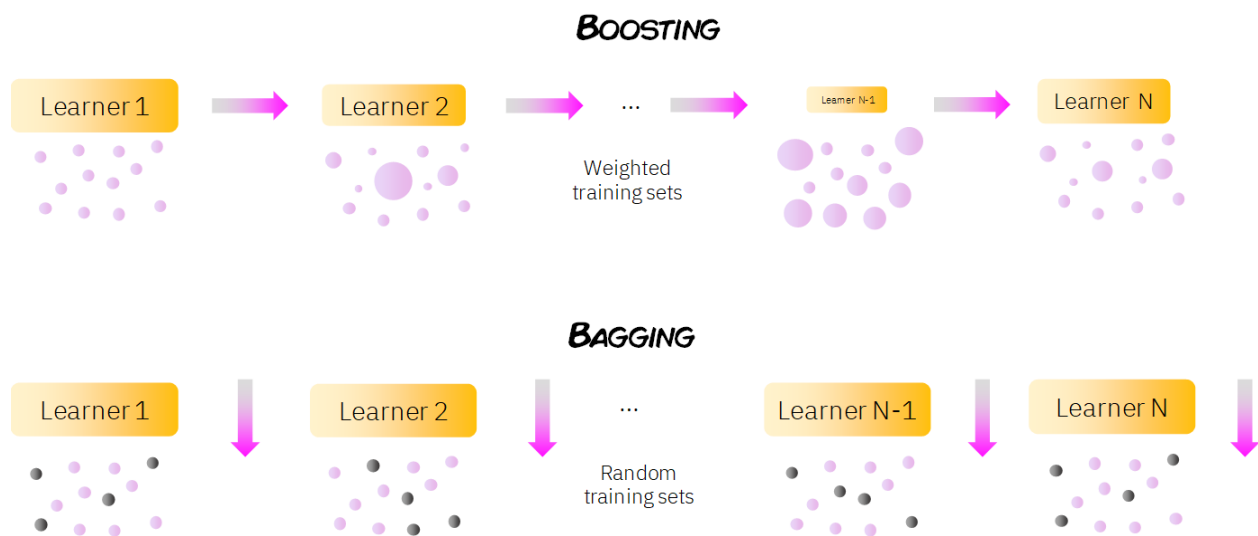 BOOSTING
Learner 1
Learner 2
...
Learner N-1
Learner N
Weighted
training sets
BAGGING
Learner 1
Learner 2
...
Learner N-1
Learner N
Random
training sets